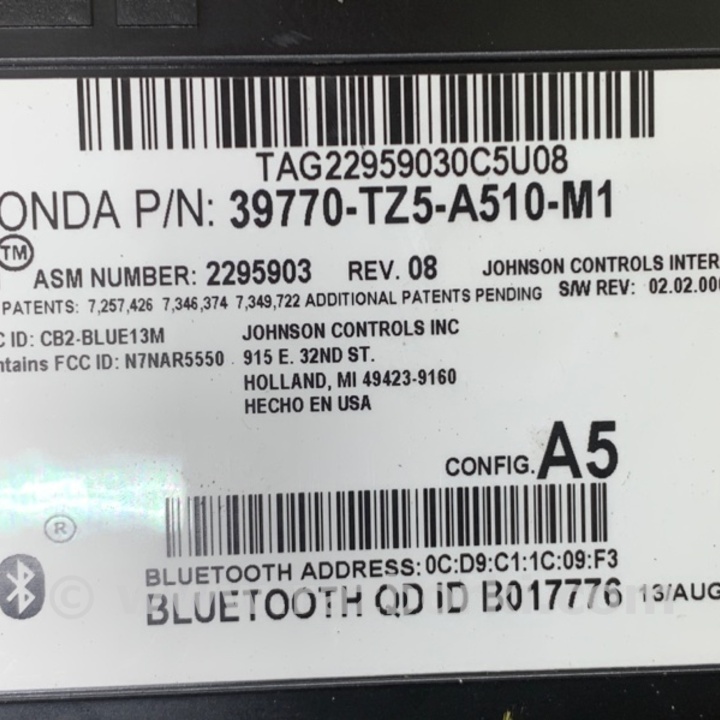 TAG22959030C5U08
ONDA P/N: 39770-TZ5-A510-M1
TM
ASM NUMBER: 2295903 REV. 08 JOHNSON CONTROLS INTER
PATENTS: 7,257,426 7,346,374 7,349,722 ADDITIONAL PATENTS PENDING S/W REV: 02.02.000
C ID: CB2-BLUE13M JOHNSON CONTROLS INC
ntains FCC ID: N7NAR5550 915 E. 32ND ST.
HOLLAND, MI 49423-9160
HECHO EN USA
CONFIG. A5
®
BLUETOOTH ADDRESS: 0C:D9:C1:1C:09:F3
BLUETOOTH QD ID B017776 13/AUG